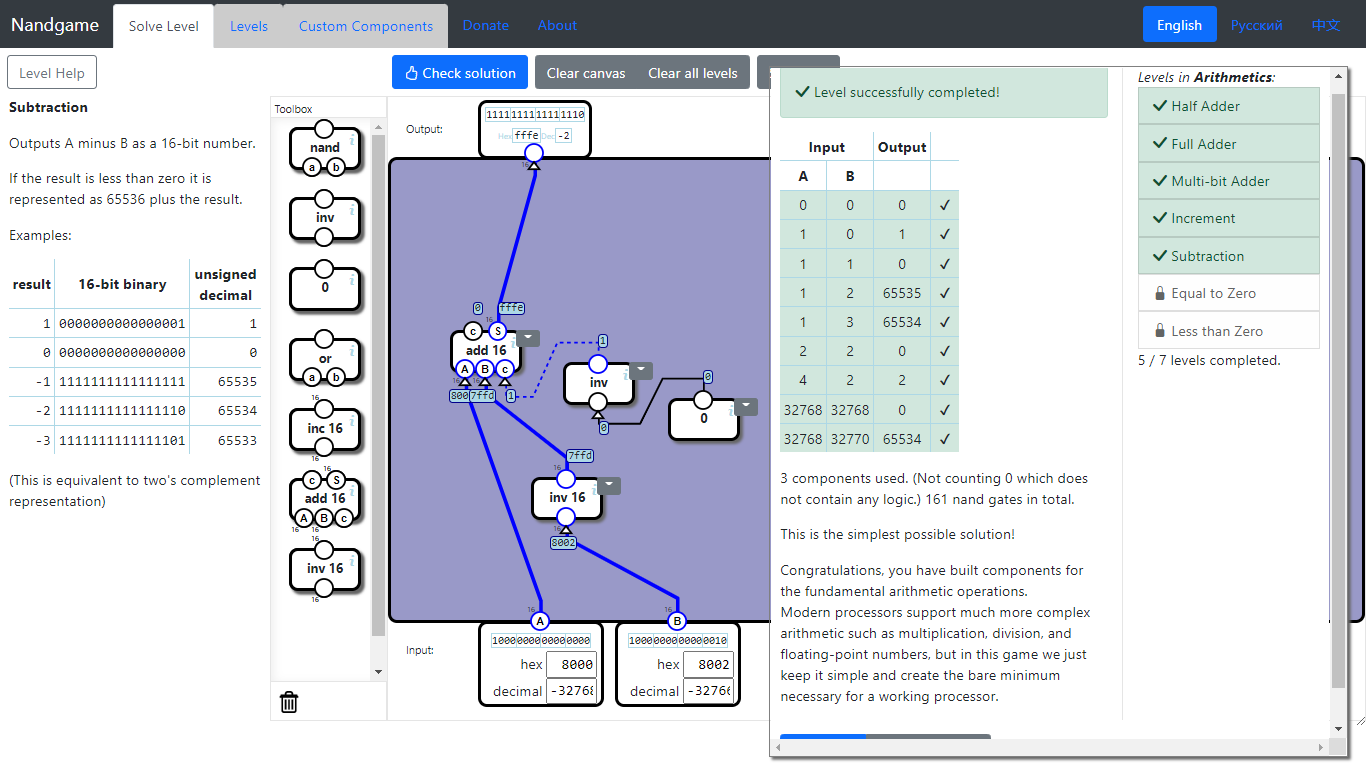 Nandgame Solve Level Levels Custom Components Donate About English Русский 中文
Level Help
Subtraction
Outputs A minus B as a 16-bit number.
If the result is less than zero it is
represented as 65536 plus the result.
Examples:
result 16-bit binary unsigned
decimal
1 0000000000000001 1
0 0000000000000000 0
-1 1111111111111111 65535
-2 1111111111111110 65534
-3 1111111111111101 65533
(This is equivalent to two's complement
representation)
Toolbox
nand
a b
inv
0
or
a b
16
inc 16
16
16
c S
add 16
A B c
16 16
16
inv 16
16
Check solution Clear canvas Clear all levels
Output:
1111111111111110
Hex fffe Dec -2
16
0 fffe
16
c S
add 16
A B c
16 16
800 7ffd 1
1
inv
0
0
0
7ffd
16
inv 16
16
8002
16 16
A B
Input:
1000000000000000
hex 8000
decimal -3276
1000000000000010
hex 8002
decimal -3276
Level successfully completed!
Input Output
A B
0 0 0 ✓
1 0 1 ✓
1 1 0 ✓
1 2 65535 ✓
1 3 65534 ✓
2 2 0 ✓
4 2 2 ✓
32768 32768 0 ✓
32768 32770 65534 ✓
3 components used. (Not counting 0 which does
not contain any logic.) 161 nand gates in total.
This is the simplest possible solution!
Congratulations, you have built components for
the fundamental arithmetic operations.
Modern processors support much more complex
arithmetic such as multiplication, division, and
floating-point numbers, but in this game we just
keep it simple and create the bare minimum
necessary for a working processor.
Levels in Arithmetics:
Half Adder
Full Adder
Multi-bit Adder
Increment
Subtraction
Equal to Zero
Less than Zero
5 / 7 levels completed.